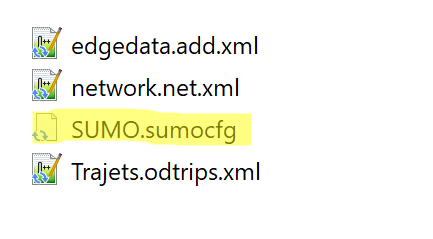 edgedata.add.xml
network.net.xml
SUMO.sumocfg
Trajets.odtrips.xml